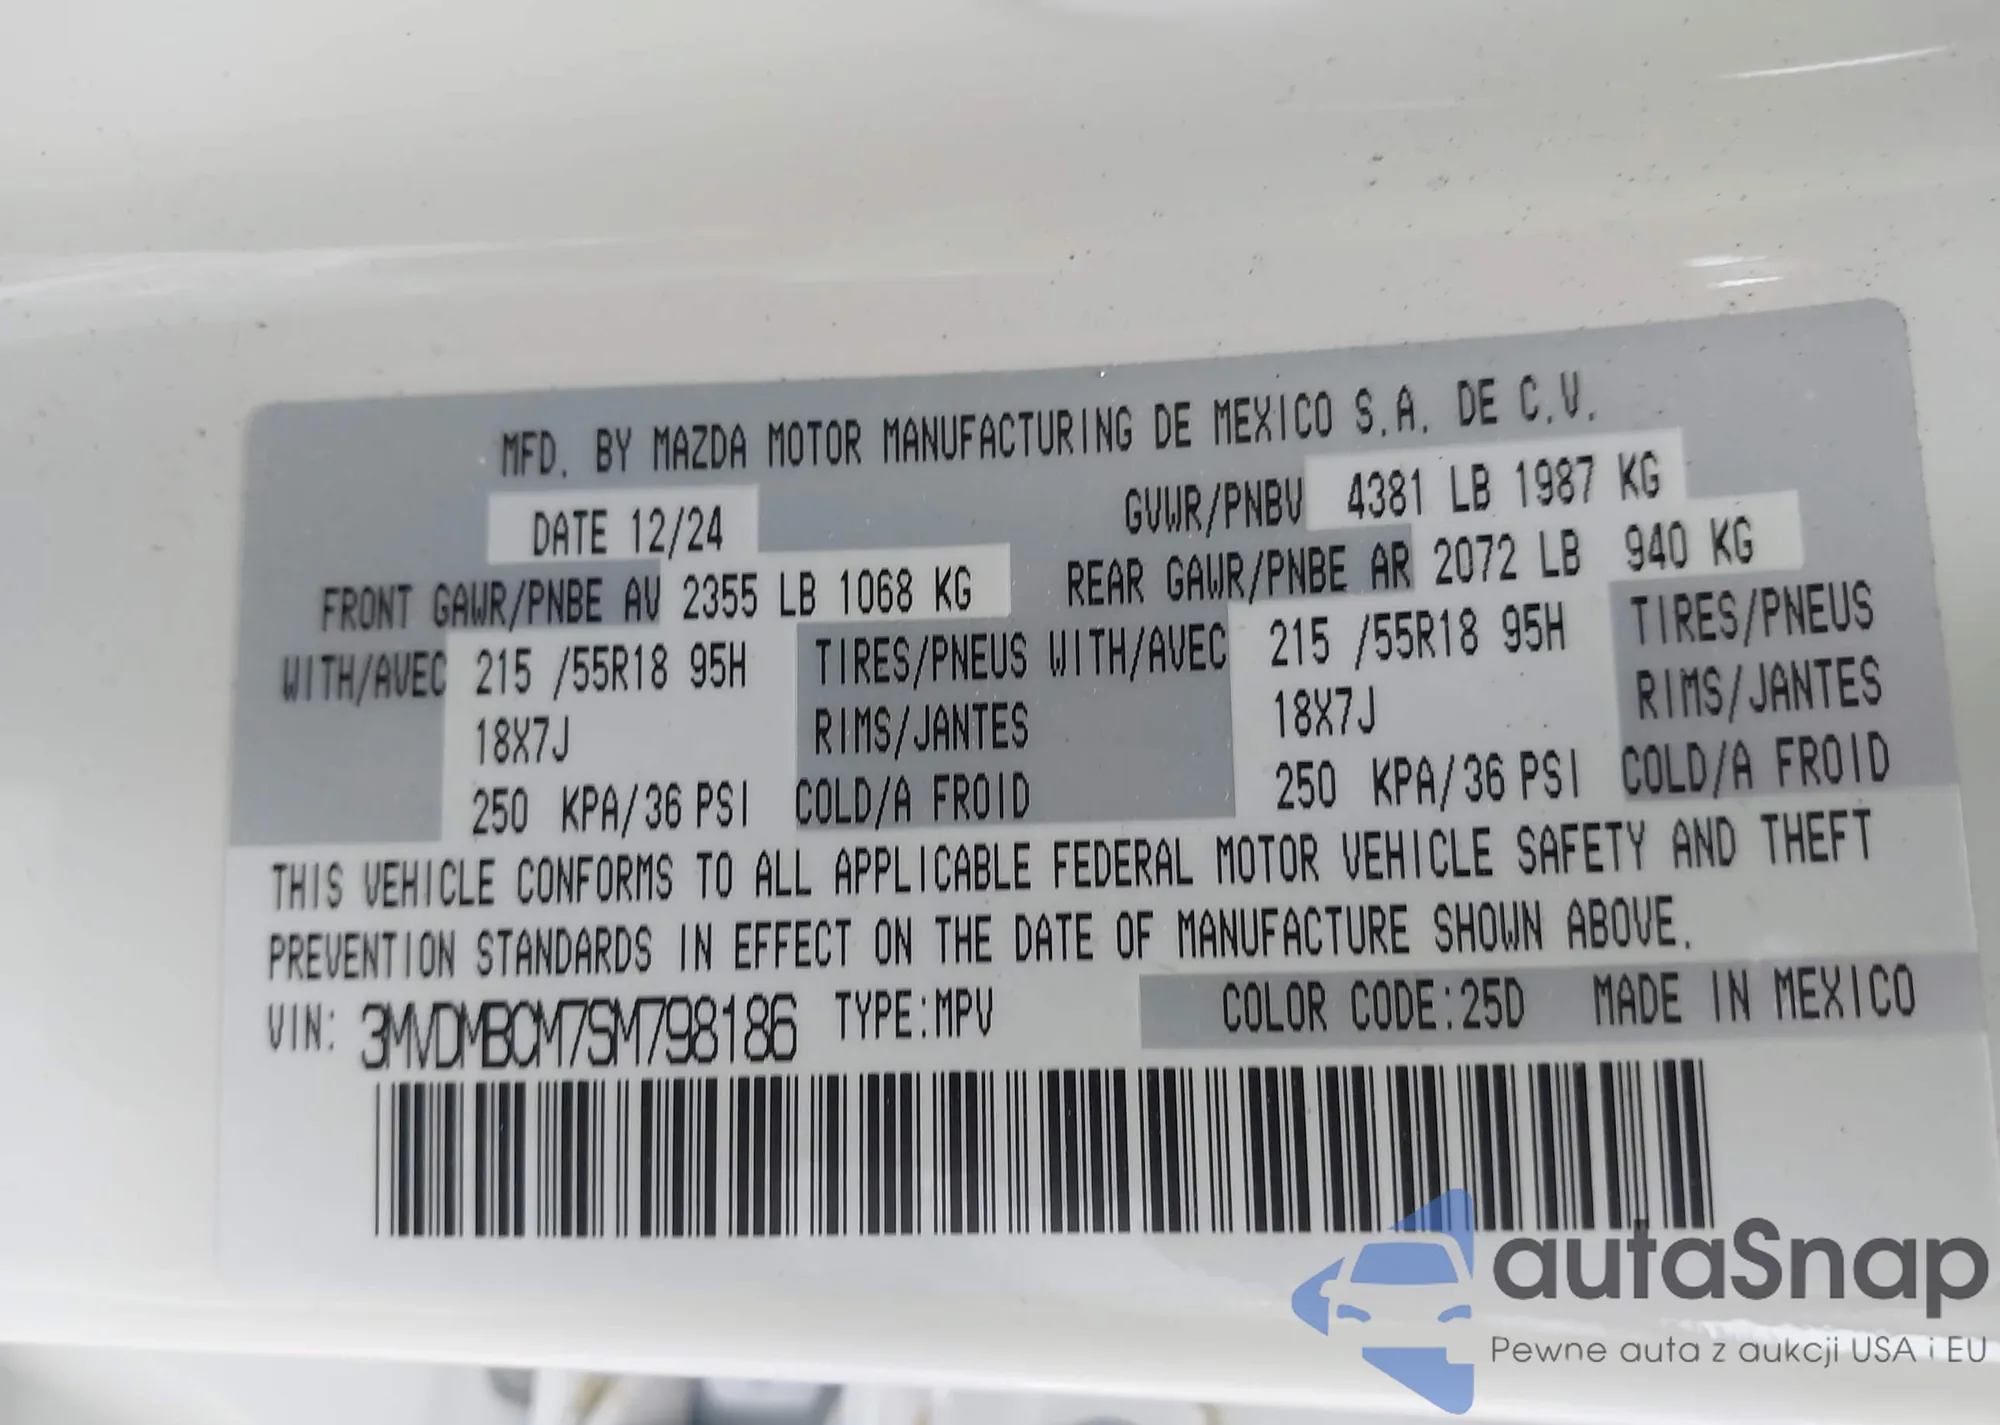 MFD. BY MAZDA MOTOR MANUFACTURING DE MEXICO S.A. DE C.V.
DATE 12/24 GVWR/PNBV 4381 LB 1987 KG
FRONT GAWR/PNBE AV 2355 LB 1068 KG REAR GAWR/PNBE AR 2072 LB 940 KG
WITH/AVEC 215 /55R18 95H TIRES/PNEUS WITH/AVEC 215 /55R18 95H TIRES/PNEUS
18X7J RIMS/JANTES 18X7J RIMS/JANTES
250 KPA/36 PSI COLD/A FROID 250 KPA/36 PSI COLD/A FROID
THIS VEHICLE CONFORMS TO ALL APPLICABLE FEDERAL MOTOR VEHICLE SAFETY AND THEFT
PREVENTION STANDARDS IN EFFECT ON THE DATE OF MANUFACTURE SHOWN ABOVE.
VIN: 3MVDMBCM7SM798186 TYPE:MPV COLOR CODE:25D MADE IN MEXICO
autaSnap
Pewne auta z aukcji USA i EU